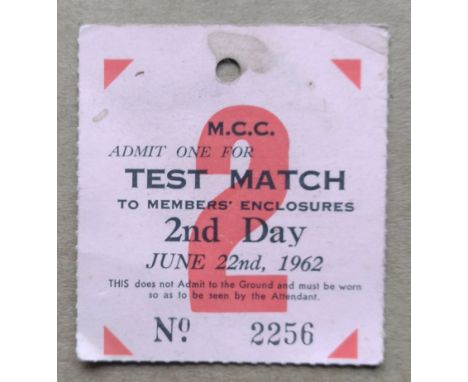 2
M.C.C.
ADMIT ONE FOR
TEST MATCH
TO MEMBERS' ENCLOSURES
2nd Day
JUNE 22nd, 1962
THIS does not Admit to the Ground and must be worn
so as to be seen by the Attendant.
Nº. 2256